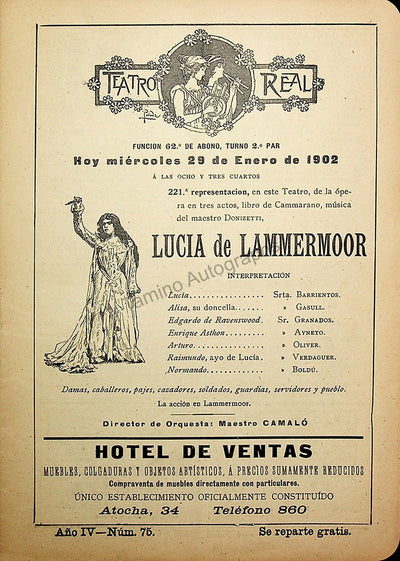 TEATRO REAL
FUNCION 62.ª DE ABONO, TURNO 2.º PAR
Hoy miércoles 29 de Enero de 1902
Á LAS OCHO Y TRES CUARTOS
221.ª representacion, en este Teatro, de la ópe-
ra en tres actos, libro de Cammarano, música
del maestro DONIZETTI,
LUCIA de LAMMERMOOR
INTERPRETACIÓN
Lucia.................. Srta. BARRIENTOS.
Alisa, su doncella...... » GASULL.
Edgardo de Ravenswood. Sr. GRANADOS.
Enrique Asthon......... » AYNETO.
Arturo................. » OLIVER.
Raimundo, ayo de Lucía. » VERDAGUER.
Normando.............. » BOLDÚ.
Damas, caballeros, pajes, cazadores, soldados, guardias, servidores y pueblo.
La acción en Lammermoor.
Director de Orquesta: Maestro CAMALÓ
HOTEL DE VENTAS
MUEBLES, COLGADURAS Y OBJETOS ARTÍSTICOS, Á PRECIOS SUMAMENTE REDUCIDOS
Compraventa de muebles directamente con particulares.
ÚNICO ESTABLECIMIENTO OFICIALMENTE CONSTITUÍDO
Atocha, 34 Teléfono 860
Año IV—Núm. 75. Se reparte gratis.